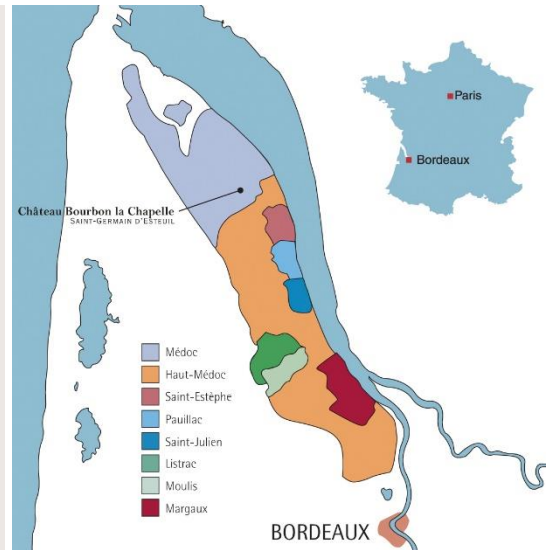 Paris
Bordeaux
Château Bourbon la Chapelle
SAINT-GERMAIN D'ESTEUIL
Médoc
Haut-Médoc
Saint-Estèphe
Pauillac
Saint-Julien
Listrac
Moulis
Margaux
BORDEAUX